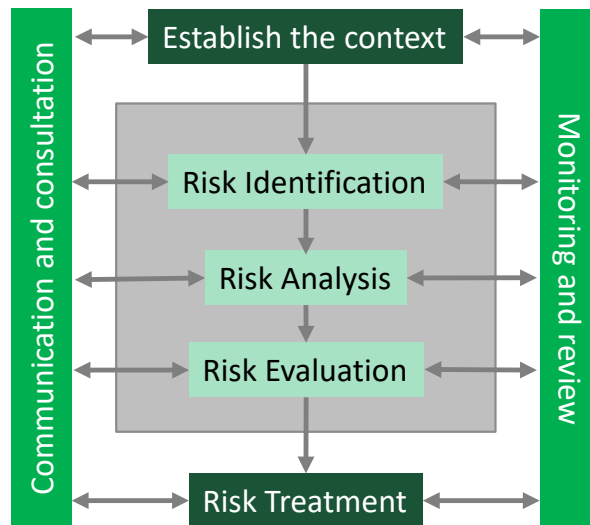 Establish the context
Communication and consultation
Monitoring and review
Risk Identification
Risk Analysis
Risk Evaluation
Risk Treatment